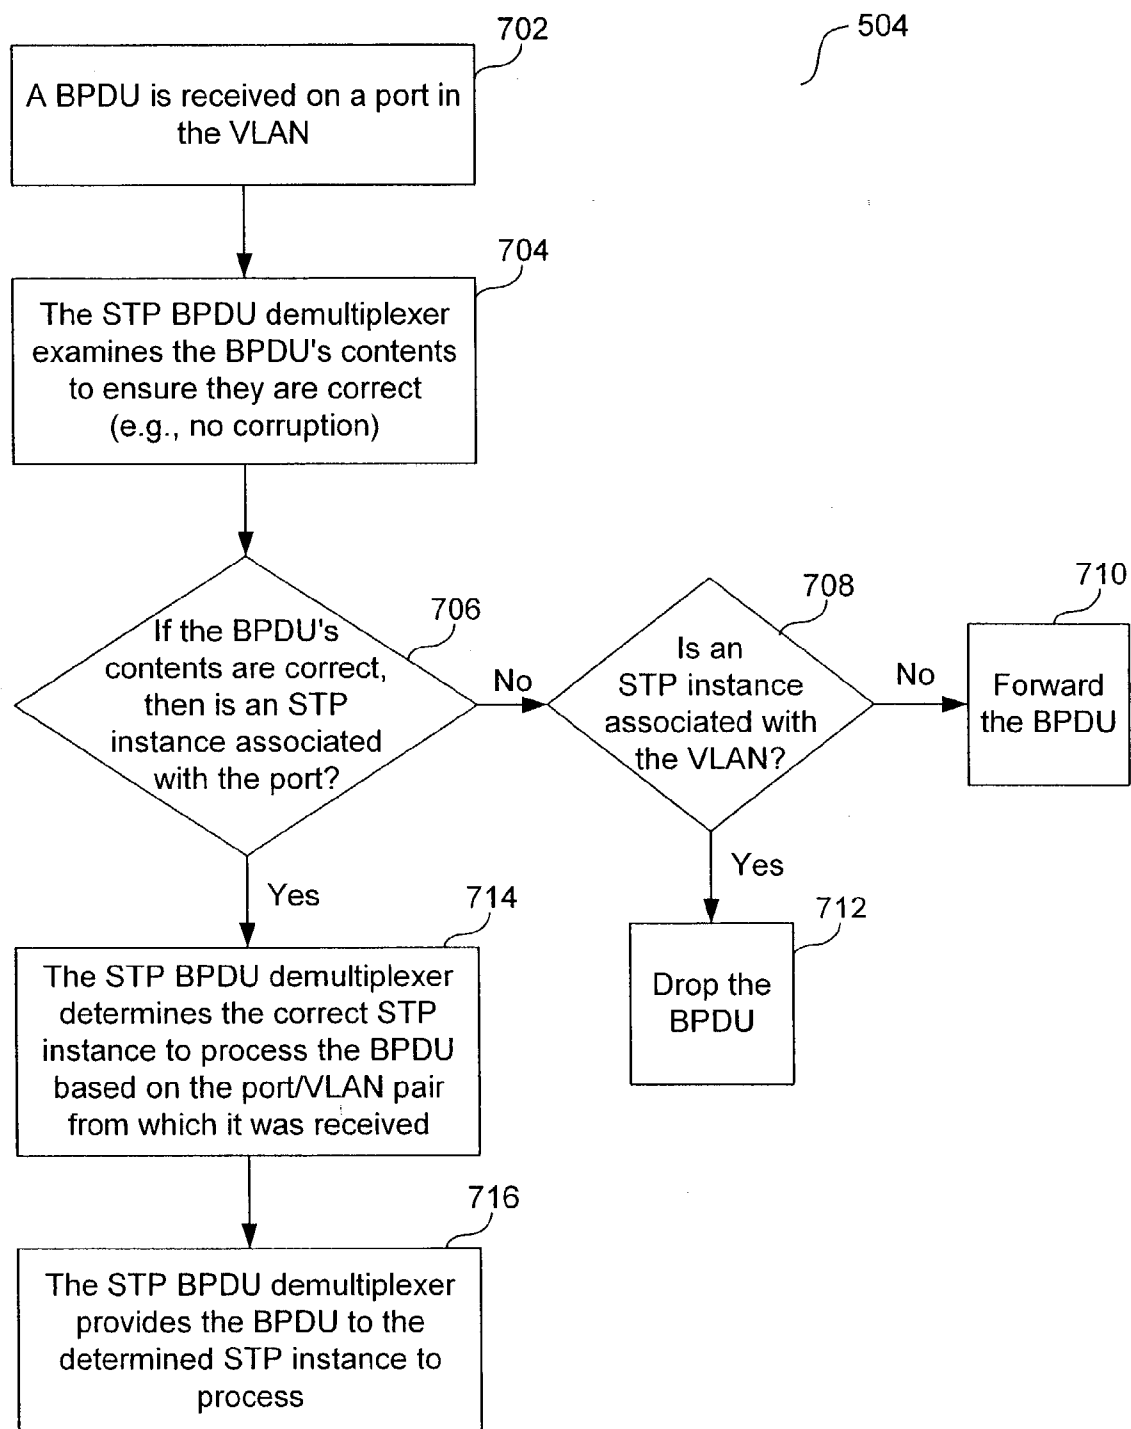 702
504
A BPDU is received on a port in
the VLAN
704
The STP BPDU demultiplexer
examines the BPDU's contents
to ensure they are correct
(e.g., no corruption)
706
If the BPDU's
contents are correct,
then is an STP
instance associated
with the port?
No
708
Is an
STP instance
associated with
the VLAN?
No
710
Forward
the BPDU
Yes
Yes
712
Drop the
BPDU
714
The STP BPDU demultiplexer
determines the correct STP
instance to process the BPDU
based on the port/VLAN pair
from which it was received
716
The STP BPDU demultiplexer
provides the BPDU to the
determined STP instance to
process